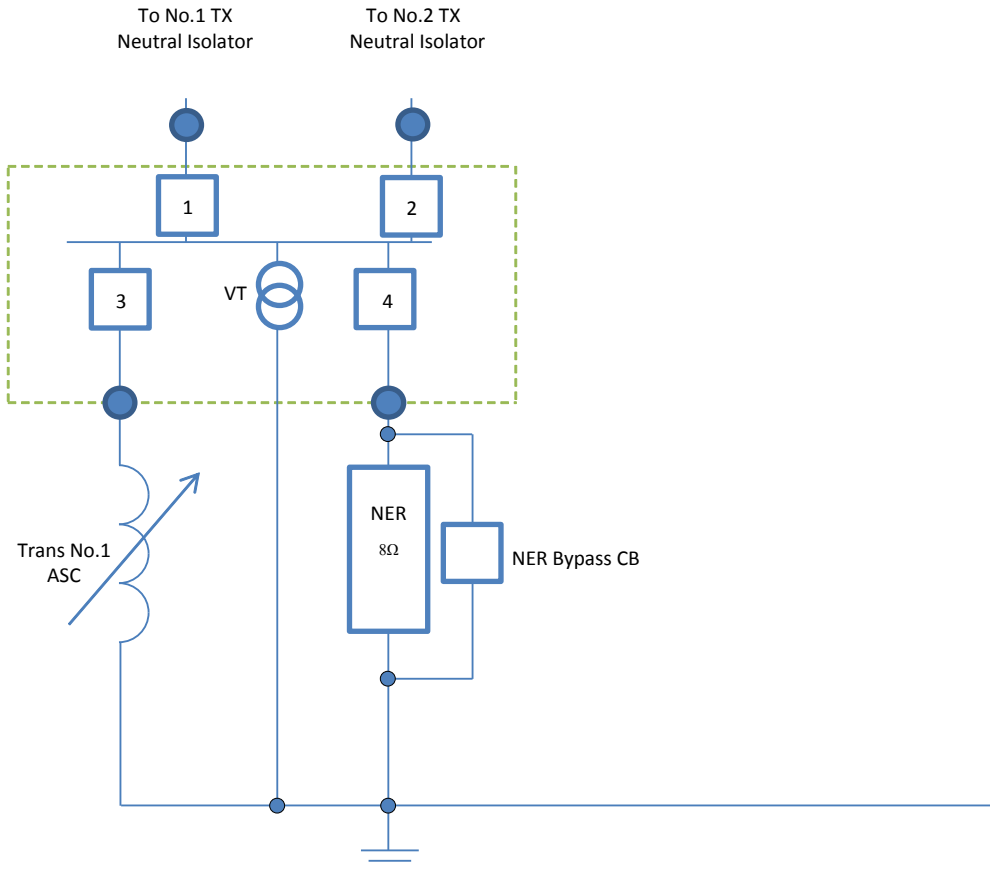 To No.1 TX
Neutral Isolator
To No.2 TX
Neutral Isolator
1
2
3
VT
4
NER
8Ω
Trans No.1
ASC
NER Bypass CB